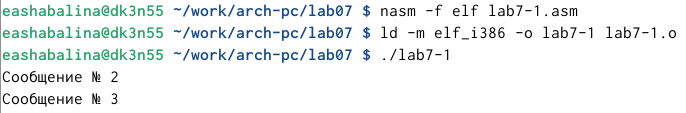 eashabalina@dk3n55 ~/work/arch-pc/lab07 $ nasm -f elf lab7-1.asm
eashabalina@dk3n55 ~/work/arch-pc/lab07 $ ld -m elf_i386 -o lab7-1 lab7-1.o
eashabalina@dk3n55 ~/work/arch-pc/lab07 $ ./lab7-1
Сообщение № 2
Сообщение № 3